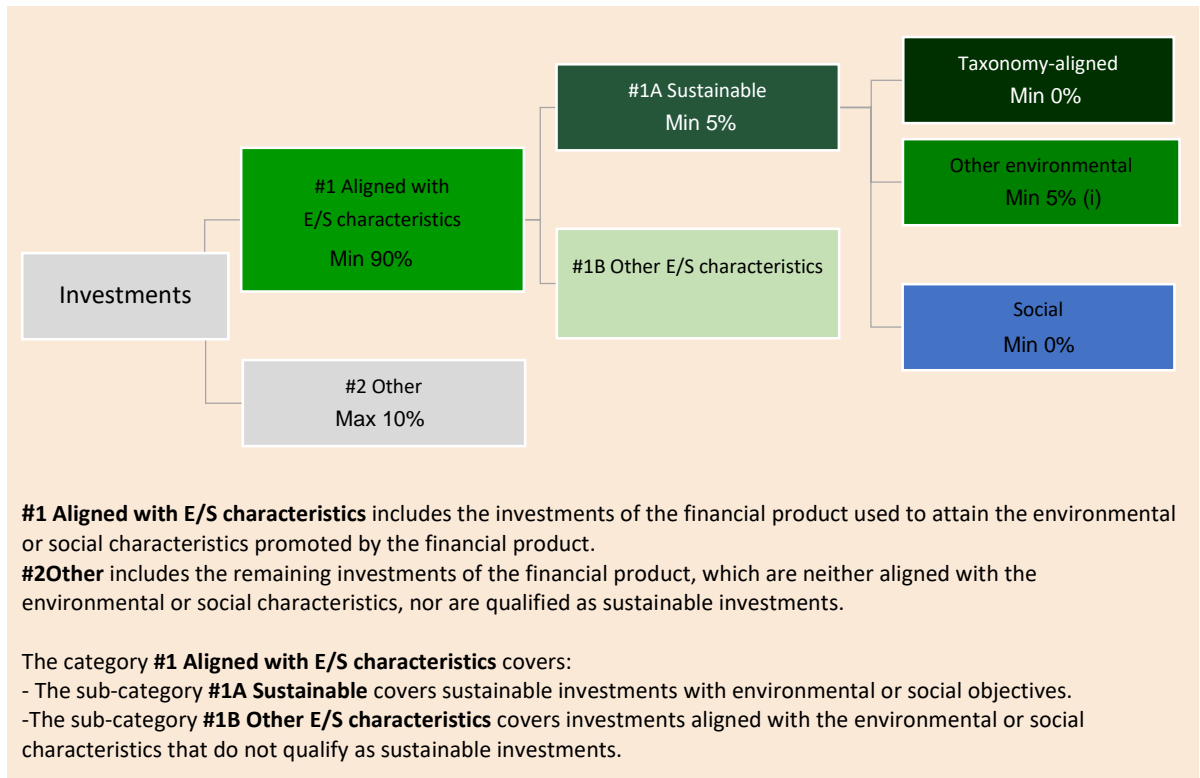 Investments
#1 Aligned with
E/S characteristics
Min 90%
#2 Other
Max 10%
#1A Sustainable
Min 5%
#1B Other E/S characteristics
Taxonomy-aligned
Min 0%
Other environmental
Min 5% (i)
Social
Min 0%
#1 Aligned with E/S characteristics includes the investments of the financial product used to attain the environmental
or social characteristics promoted by the financial product.
#2Other includes the remaining investments of the financial product, which are neither aligned with the
environmental or social characteristics, nor are qualified as sustainable investments.
The category #1 Aligned with E/S characteristics covers:
- The sub-category #1A Sustainable covers sustainable investments with environmental or social objectives.
-The sub-category #1B Other E/S characteristics covers investments aligned with the environmental or social
characteristics that do not qualify as sustainable investments.